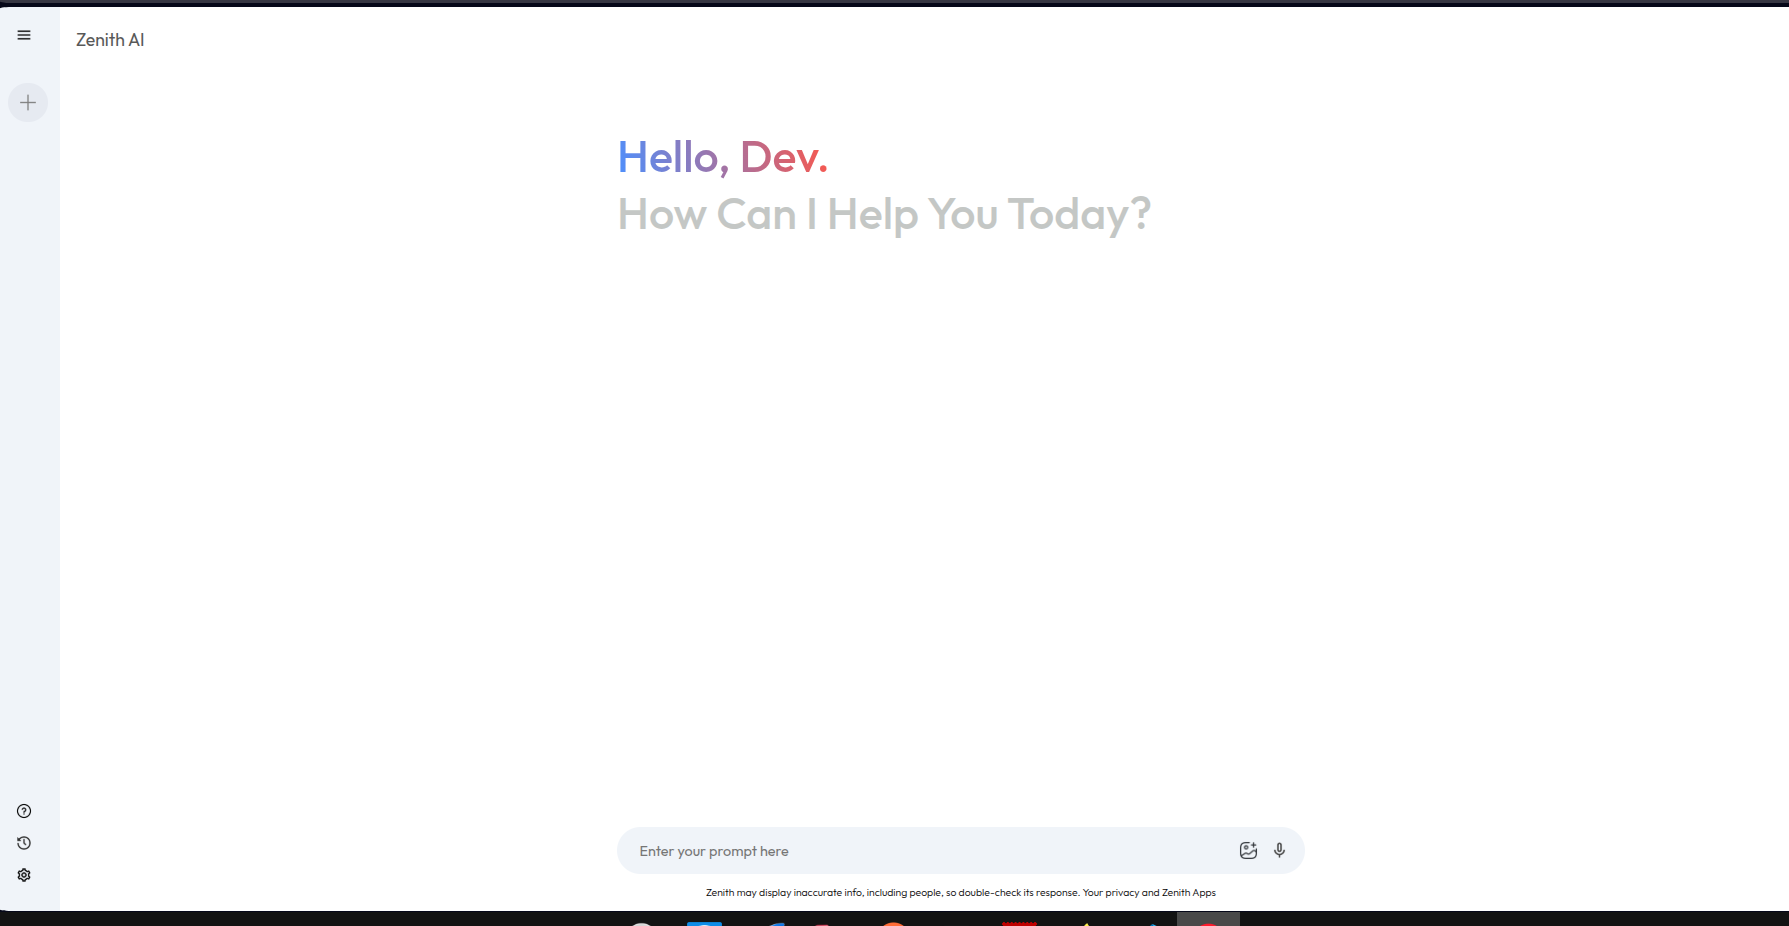 Zenith AI
Hello, Dev.
How Can I Help You Today?
Enter your prompt here
Zenith may display inaccurate info, including people, so double-check its response. Your privacy and Zenith Apps